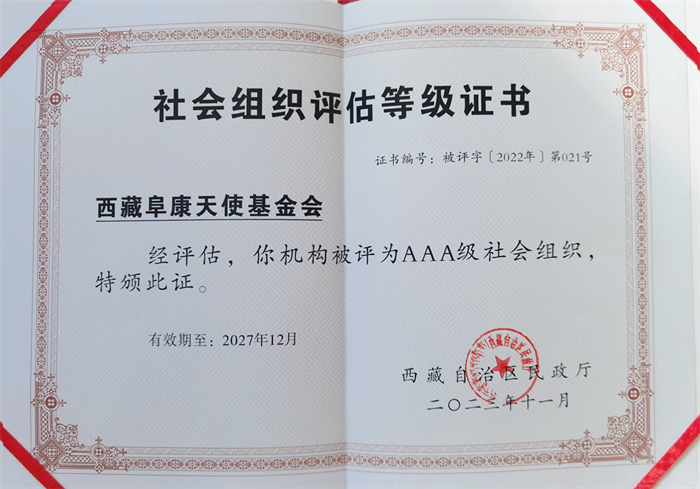 社会组织评估等级证书
证书编号：被评字〔2022年〕第021号
西藏阜康天使基金会
经评估，你机构被评为AAA级社会组织，
特颁此证。
有效期至：2027年12月
西藏自治区民政厅
二〇二三年十一月